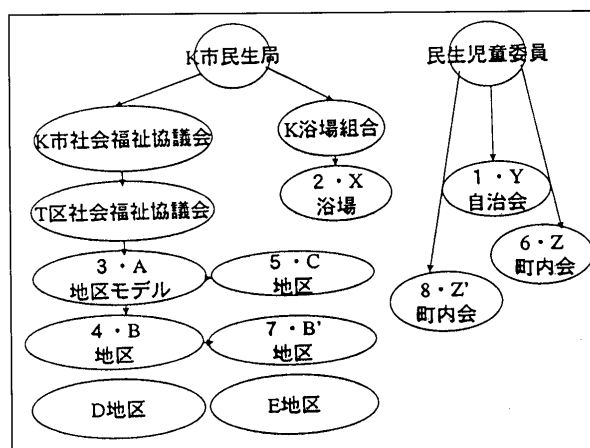 K市民生局
民生児童委員
K市社会福祉協議会
K浴場組合
2・X
浴場
1・Y
自治会
T区社会福祉協議会
6・Z
町内会
3・A
地区モデル
5・C
地区
8・Z'
町内会
4・B
地区
7・B'
地区
D地区
E地区